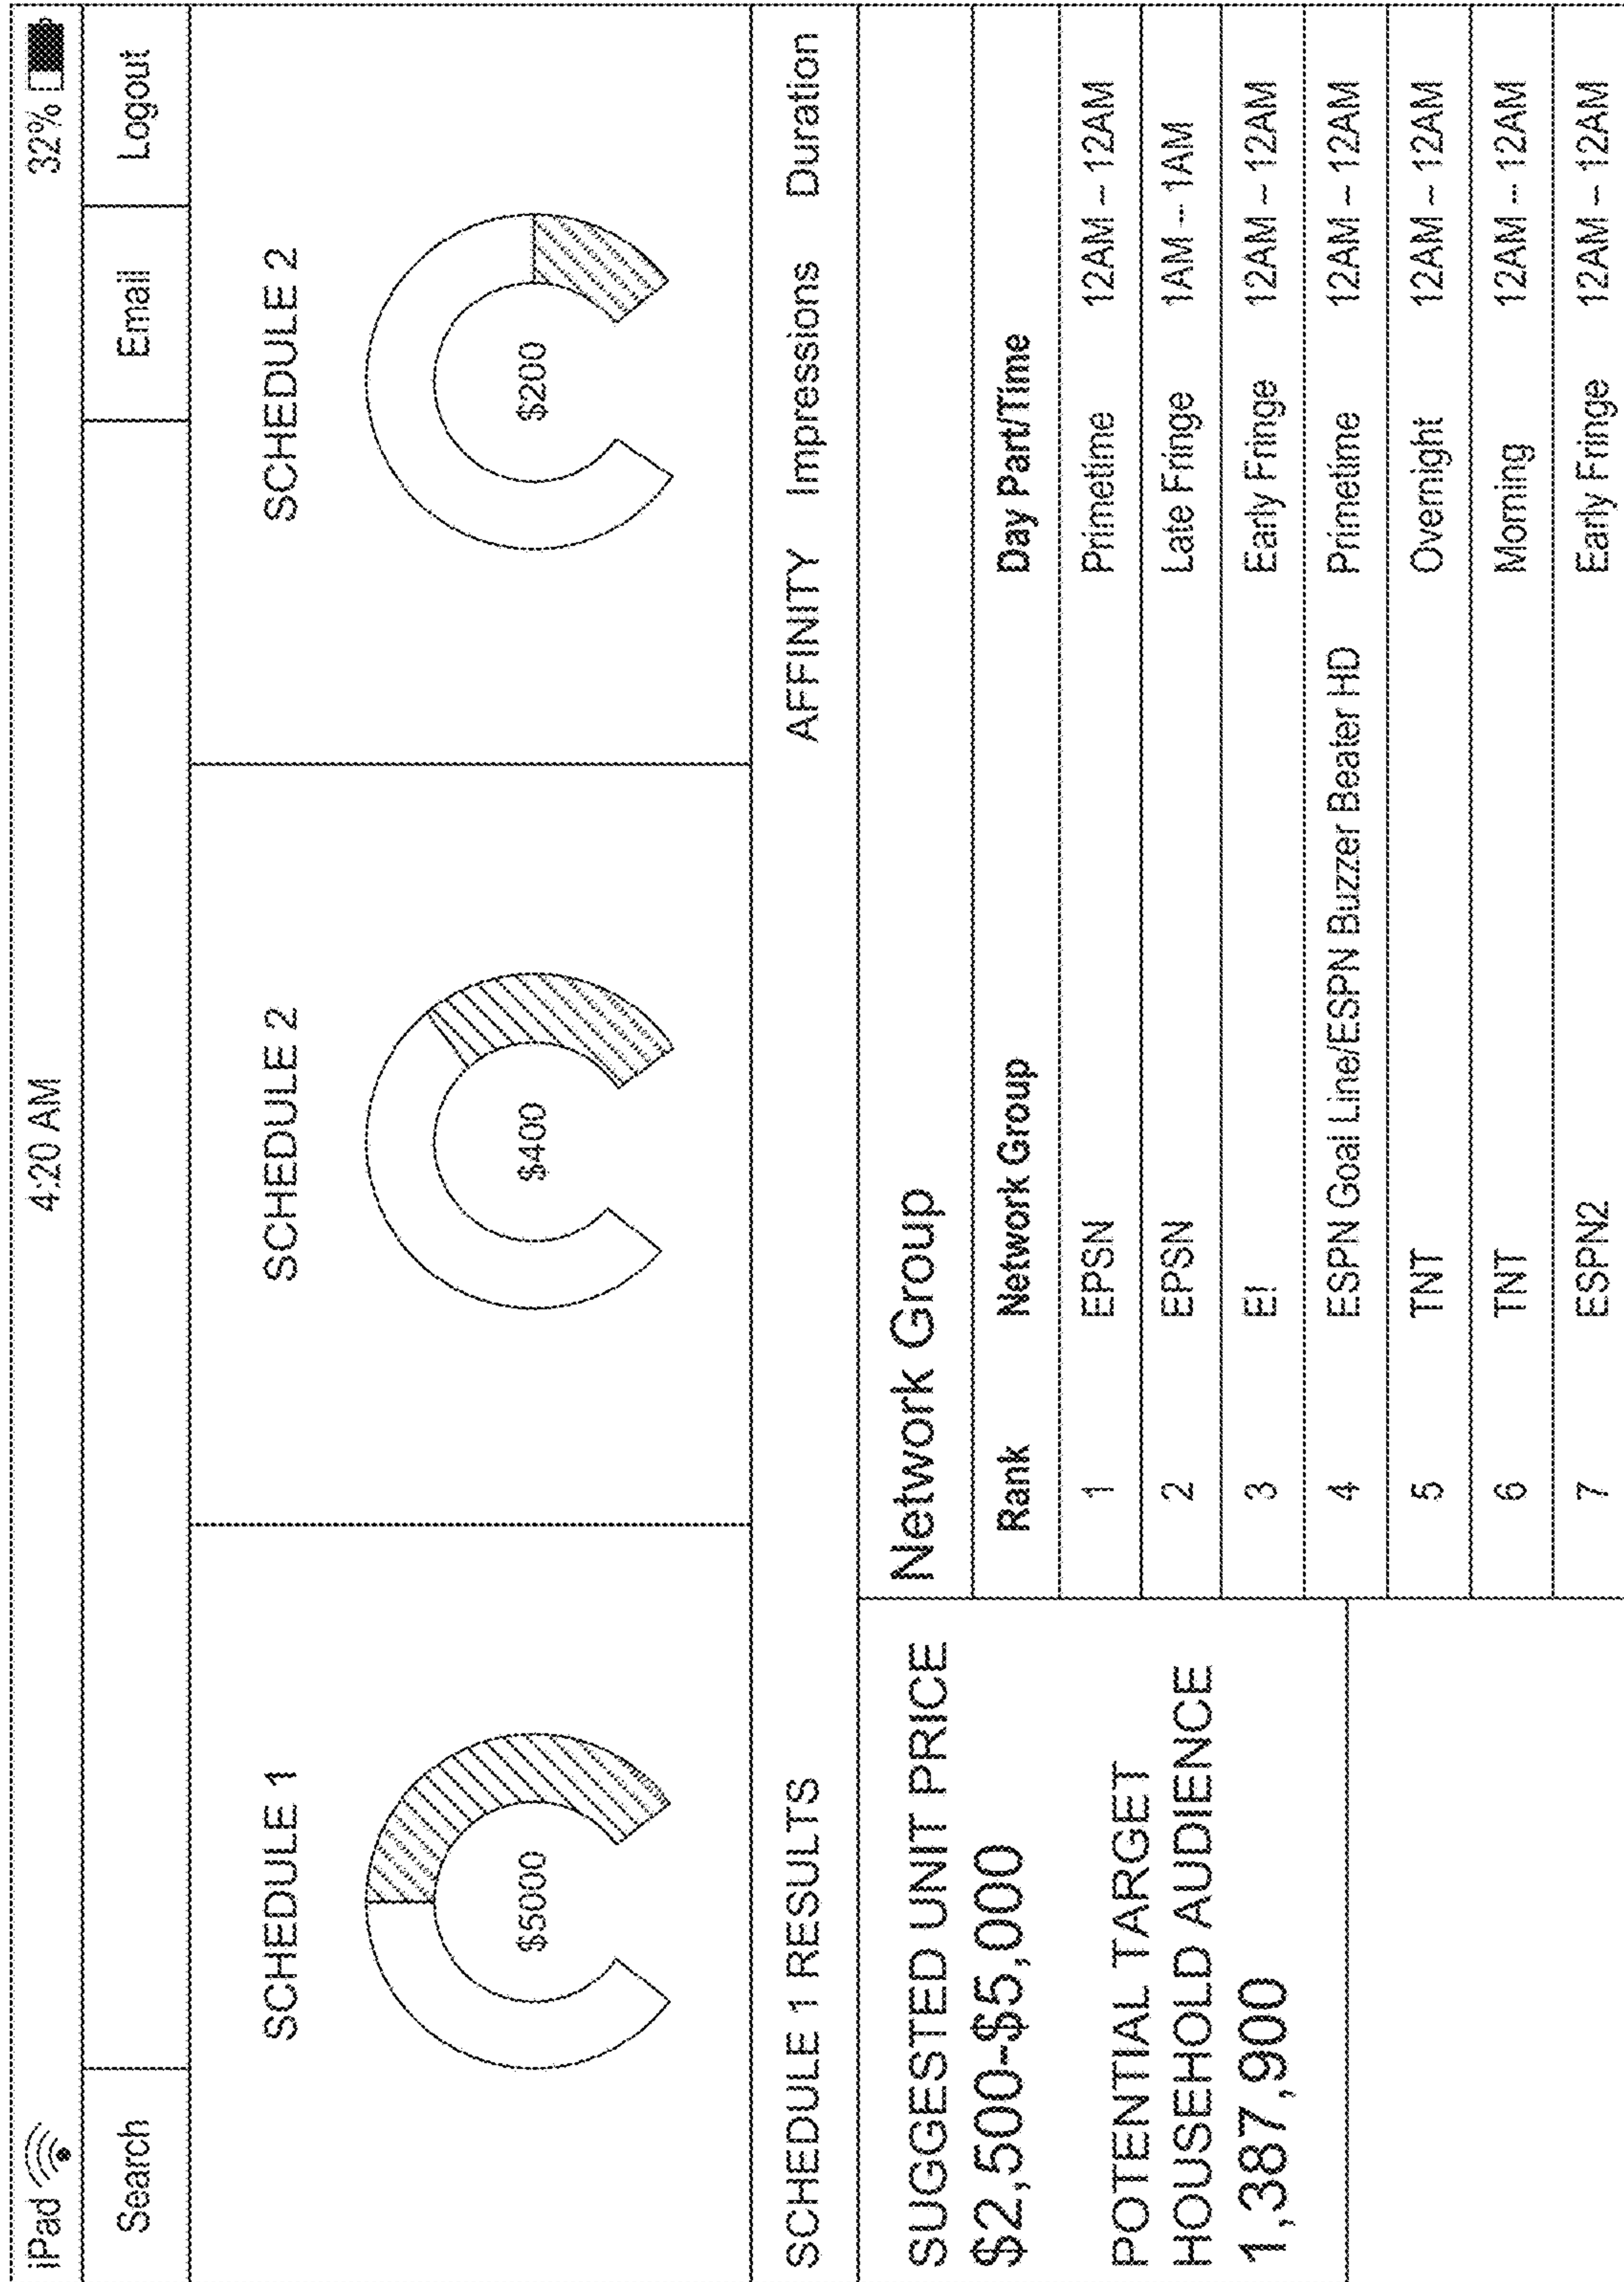 iPad 4:20 AM 32%
Search Email Logout
SCHEDULE 1 SCHEDULE 2 SCHEDULE 2
$5000 $400 $200
SCHEDULE 1 RESULTS AFFINITY Impressions Duration
SUGGESTED UNIT PRICE
$2,500-$5,000
POTENTIAL TARGET
HOUSEHOLD AUDIENCE
1,387,900
Network Group
Rank Network Group Day Part/Time
1 EPSN Primetime 12AM – 12AM
2 EPSN Late Fringe 1AM – 1AM
3 E! Early Fringe 12AM – 12AM
4 ESPN Goal Line/ESPN Buzzer Beater HD Primetime 12AM – 12AM
5 TNT Overnight 12AM – 12AM
6 TNT Morning 12AM – 12AM
7 ESPN2 Early Fringe 12AM – 12AM